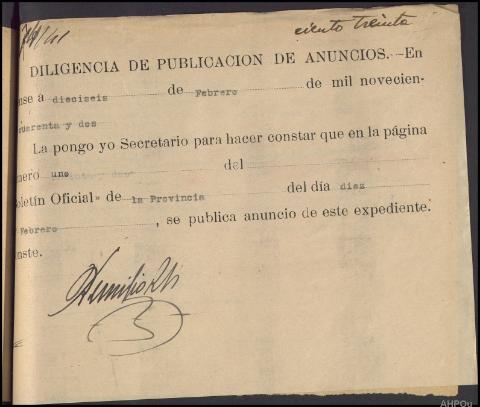 ciento treinta
DILIGENCIA DE PUBLICACION DE ANUNCIOS.—En
nse a dieciseis de Febrero de mil novecien-
uarenta y dos
La pongo yo Secretario para hacer constar que en la página
mero uno del
oletín Oficial» de la Provincia del día diez
Febrero , se publica anuncio de este expediente.
nste.
AHPOu